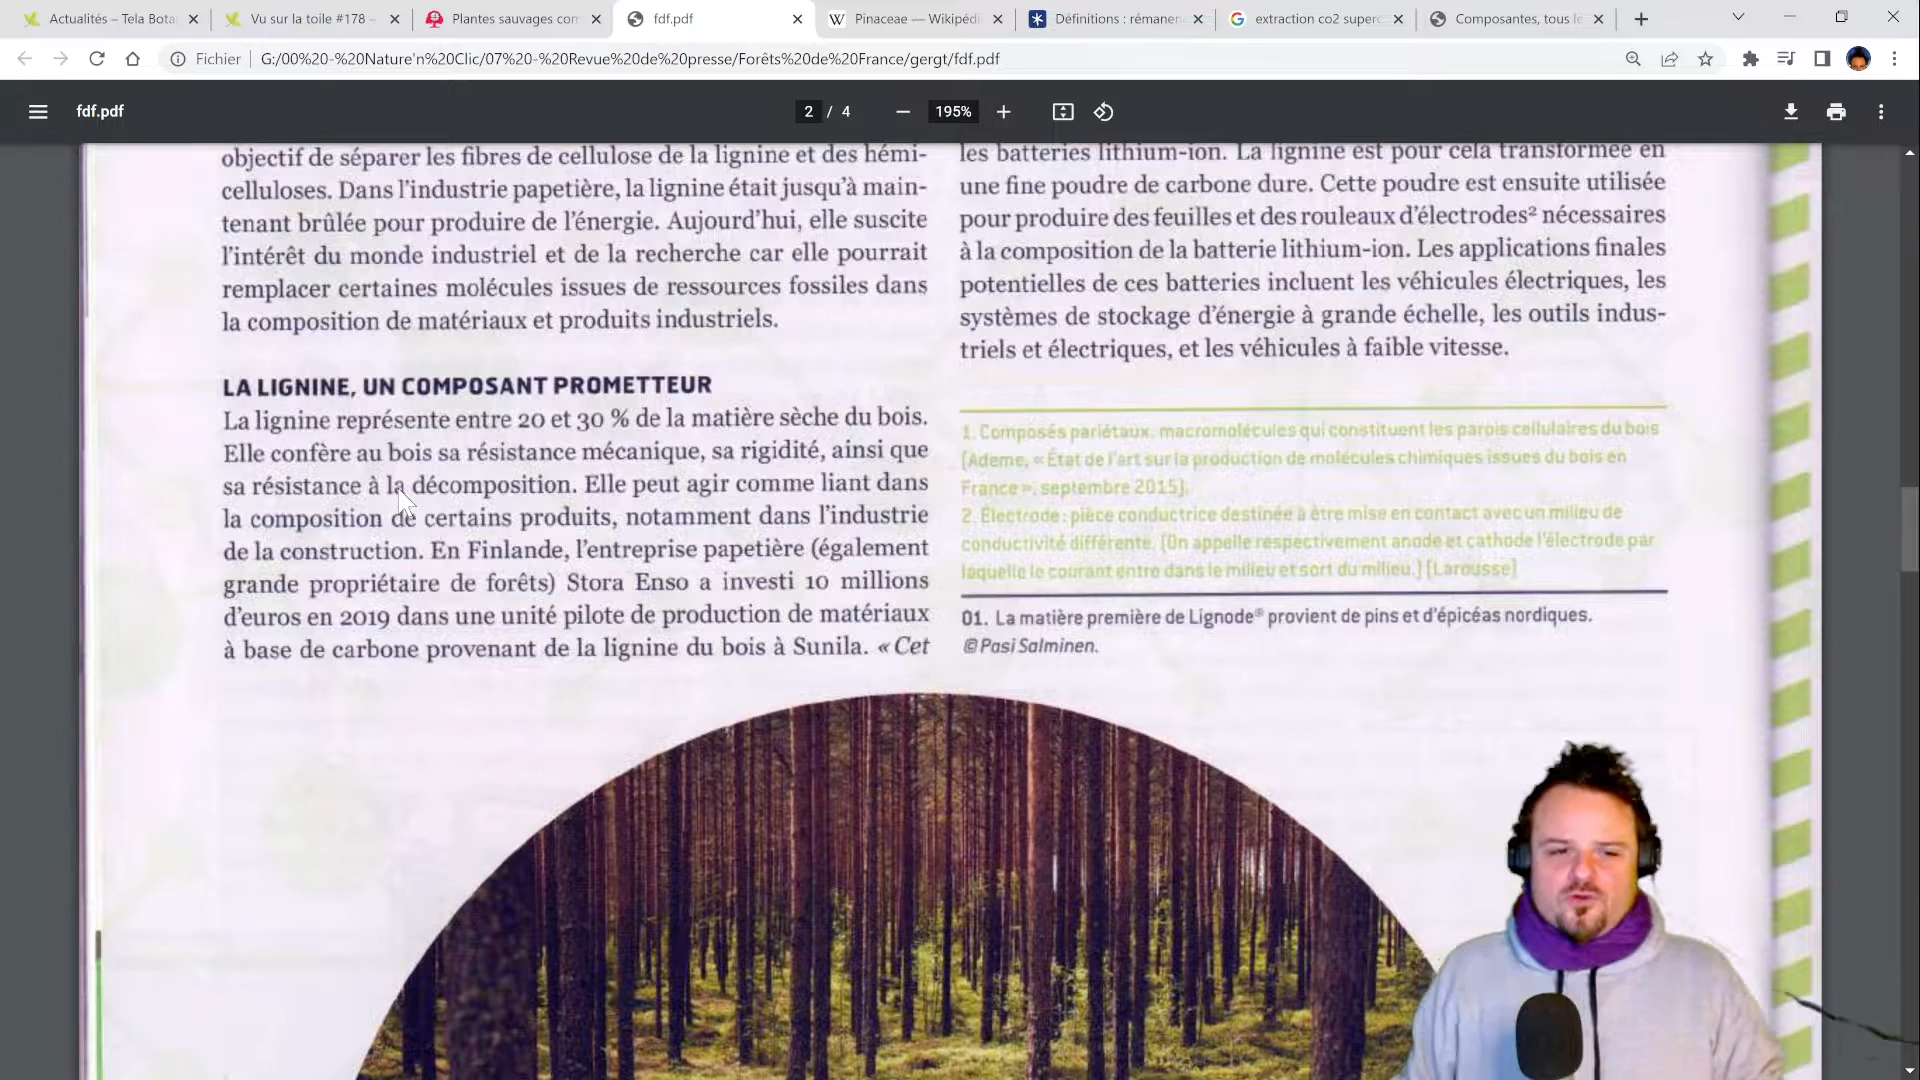 Actualités – Tela Bota
Vu sur la toile #178 –
Plantes sauvages com
fdf.pdf
Pinaceae — Wikipédi
Définitions : rémanen
extraction co2 superc
Composantes, tous le
Fichier
G:/00%20-%20Nature'n%20Clic/07%20-%20Revue%20de%20presse/Forêts%20de%20France/gergt/fdf.pdf
fdf.pdf
2 / 4
195%
objectif de séparer les fibres de cellulose de la lignine et des hémi-
celluloses. Dans l'industrie papetière, la lignine était jusqu'à main-
tenant brûlée pour produire de l'énergie. Aujourd'hui, elle suscite
l'intérêt du monde industriel et de la recherche car elle pourrait
remplacer certaines molécules issues de ressources fossiles dans
la composition de matériaux et produits industriels.
LA LIGNINE, UN COMPOSANT PROMETTEUR
La lignine représente entre 20 et 30 % de la matière sèche du bois.
Elle confère au bois sa résistance mécanique, sa rigidité, ainsi que
sa résistance à la décomposition. Elle peut agir comme liant dans
la composition de certains produits, notamment dans l'industrie
de la construction. En Finlande, l'entreprise papetière (également
grande propriétaire de forêts) Stora Enso a investi 10 millions
d'euros en 2019 dans une unité pilote de production de matériaux
à base de carbone provenant de la lignine du bois à Sunila. « Cet
les batteries lithium-ion. La lignine est pour cela transformée en
une fine poudre de carbone dure. Cette poudre est ensuite utilisée
pour produire des feuilles et des rouleaux d'électrodes² nécessaires
à la composition de la batterie lithium-ion. Les applications finales
potentielles de ces batteries incluent les véhicules électriques, les
systèmes de stockage d'énergie à grande échelle, les outils indus-
triels et électriques, et les véhicules à faible vitesse.
1. Composés pariétaux : macromolécules qui constituent les parois cellulaires du bois
(Ademe, « État de l'art sur la production de molécules chimiques issues du bois en
France », septembre 2015).
2. Électrode : pièce conductrice destinée à être mise en contact avec un milieu de
conductivité différente. (On appelle respectivement anode et cathode l'électrode par
laquelle le courant entre dans le milieu et sort du milieu.) [Larousse]
01. La matière première de Lignode® provient de pins et d'épicéas nordiques.
© Pasi Salminen.